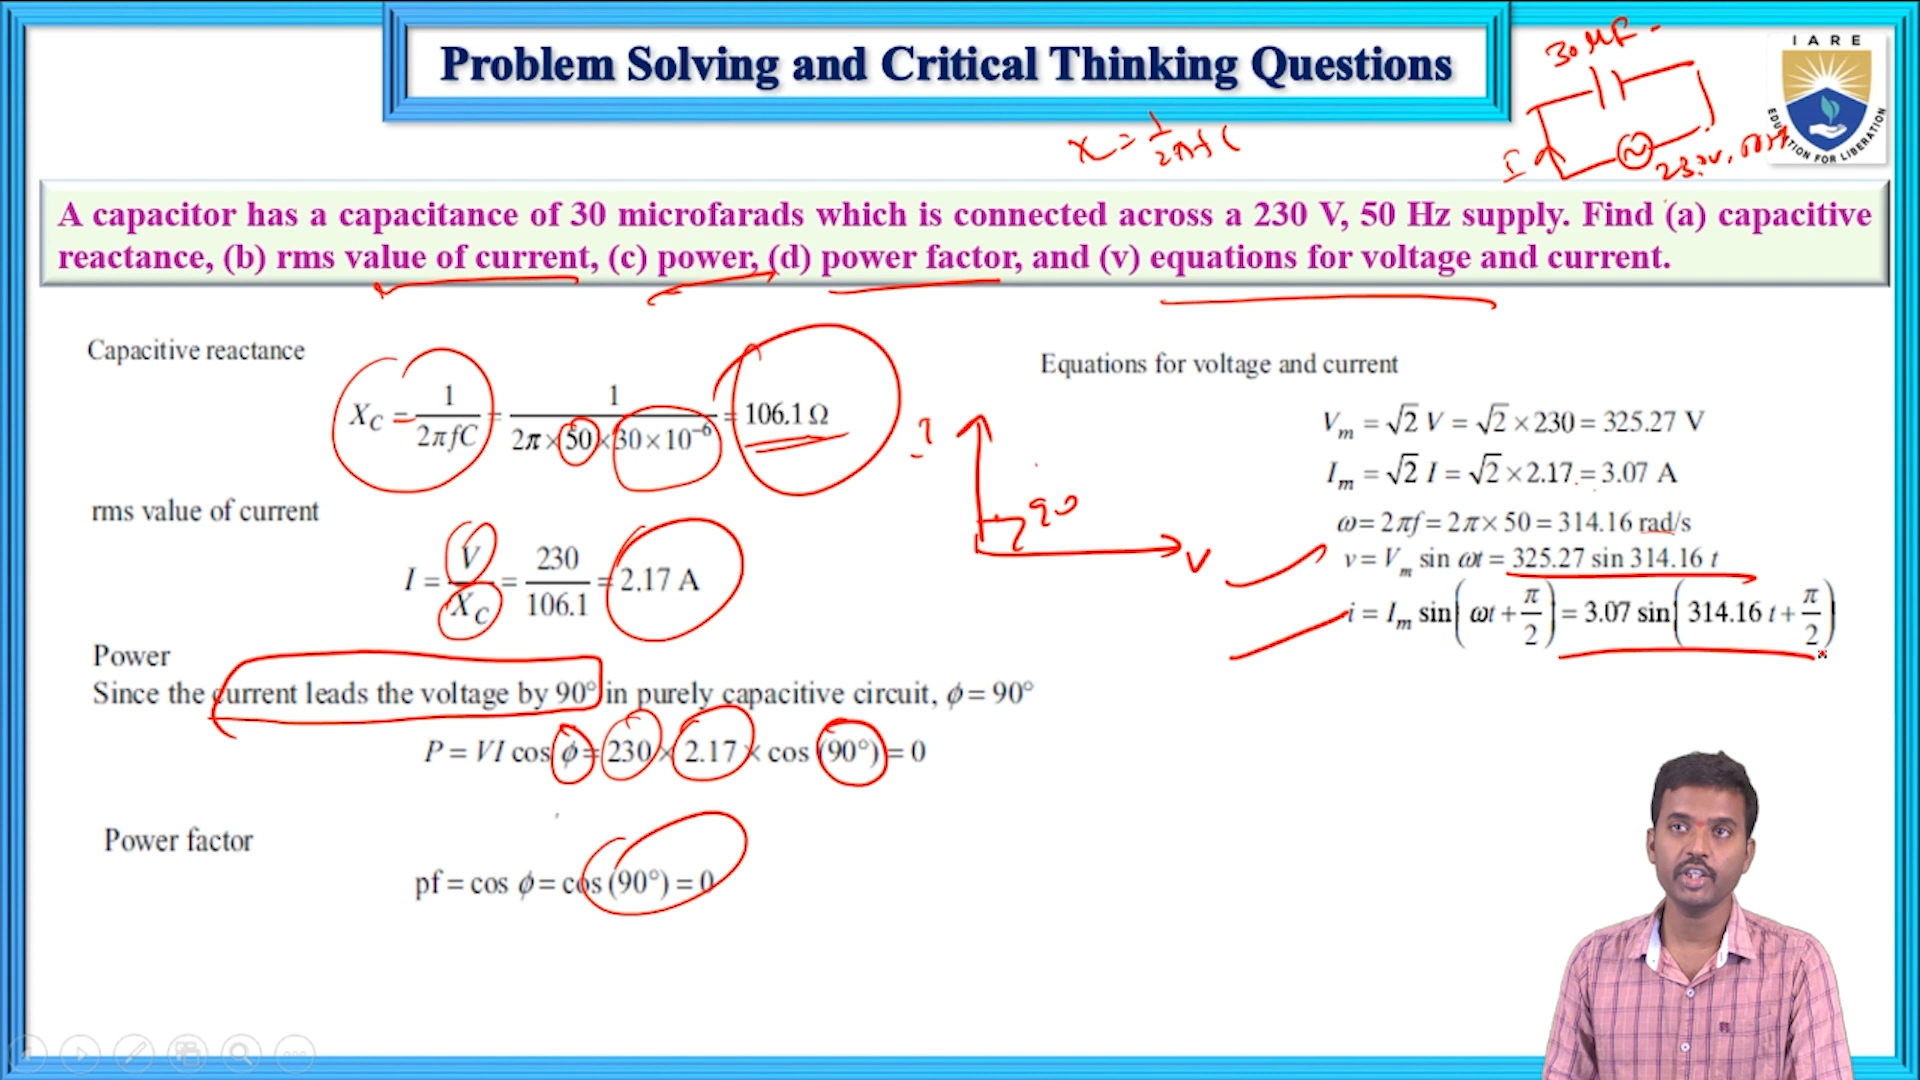 Problem Solving and Critical Thinking Questions
30 μF
IARE
EDUCATION FOR LIBERATION
X = 1/2πfC
I
230V, 50Hz
A capacitor has a capacitance of 30 microfarads which is connected across a 230 V, 50 Hz supply. Find (a) capacitive
reactance, (b) rms value of current, (c) power, (d) power factor, and (v) equations for voltage and current.
Capacitive reactance
X_C = 1/2πfC = 1/2π×50×30×10⁻⁶ = 106.1 Ω
rms value of current
I = V/X_C = 230/106.1 = 2.17 A
Power
Since the current leads the voltage by 90° in purely capacitive circuit, ϕ = 90°
P = VI cos ϕ = 230 × 2.17 × cos (90°) = 0
Power factor
pf = cos ϕ = cos (90°) = 0
90
V
Equations for voltage and current
V_m = √2 V = √2 × 230 = 325.27 V
I_m = √2 I = √2 × 2.17 = 3.07 A
ω = 2πf = 2π × 50 = 314.16 rad/s
v = V_m sin ωt = 325.27 sin 314.16 t
i = I_m sin(ωt + π/2) = 3.07 sin(314.16 t + π/2)